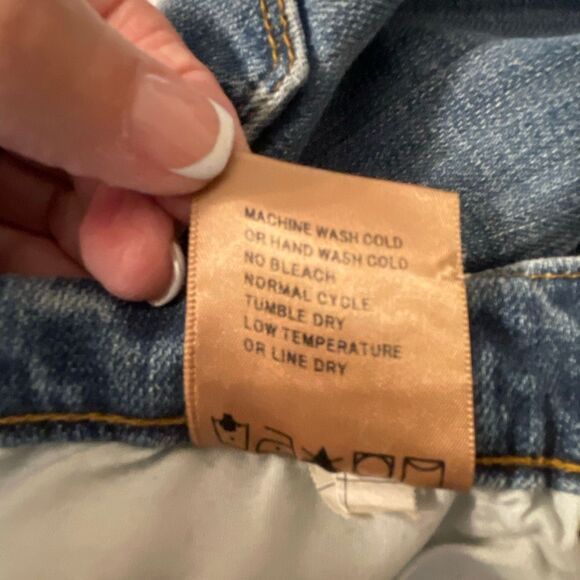 MACHINE WASH COLD
OR HAND WASH COLD
NO BLEACH
NORMAL CYCLE
TUMBLE DRY
LOW TEMPERATURE
OR LINE DRY